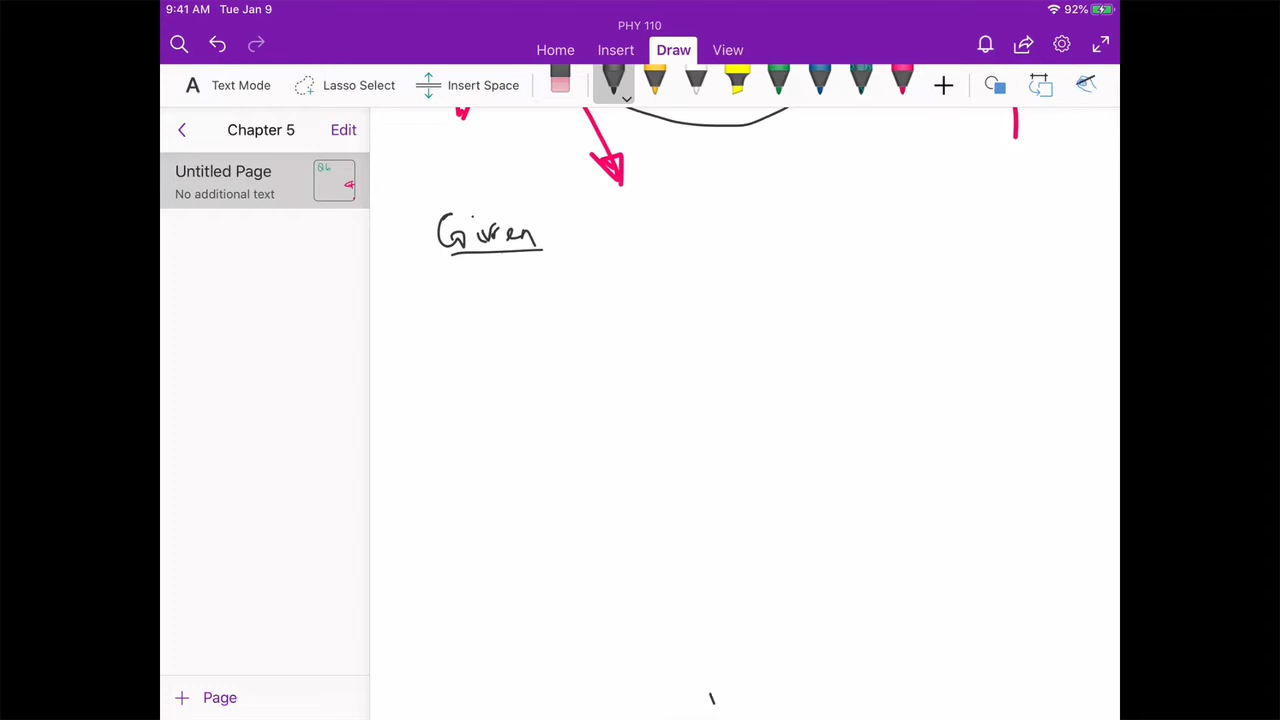 9:41 AM Tue Jan 9 92%
PHY 110
Home Insert Draw View
A Text Mode Lasso Select Insert Space
Chapter 5 Edit
Untitled Page
No additional text
Q6
Given
+ Page